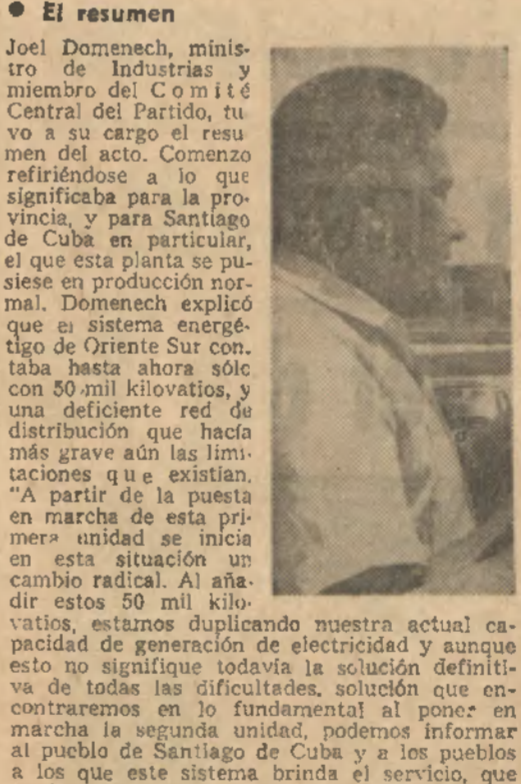 ● El resumen
Joel Domenech, minis-
tro de Industrias y
miembro del Comité
Central del Partido, tu
vo a su cargo el resu
men del acto. Comenzo
refiriéndose a lo que
significaba para la pro-
vincia, y para Santiago
de Cuba en particular,
el que esta planta se pu-
siese en producción nor-
mal. Domenech explicó
que el sistema energé-
tigo de Oriente Sur con.
taba hasta ahora sólo
con 50 mil kilovatios, y
una deficiente red de
distribución que hacía
más grave aún las limi-
taciones que existían.
"A partir de la puesta
en marcha de esta pri-
mera unidad se inicia
en esta situación un
cambio radical. Al aña-
dir estos 50 mil kilo-
vatios, estamos duplicando nuestra actual ca-
pacidad de generación de electricidad y aunque
esto no signifique todavía la solución definiti-
va de todas las dificultades. solución que en-
contraremos en lo fundamental al poner en
marcha la segunda unidad, podemos informar
al pueblo de Santiago de Cuba y a los pueblos
a los que este sistema brinda el servicio, que